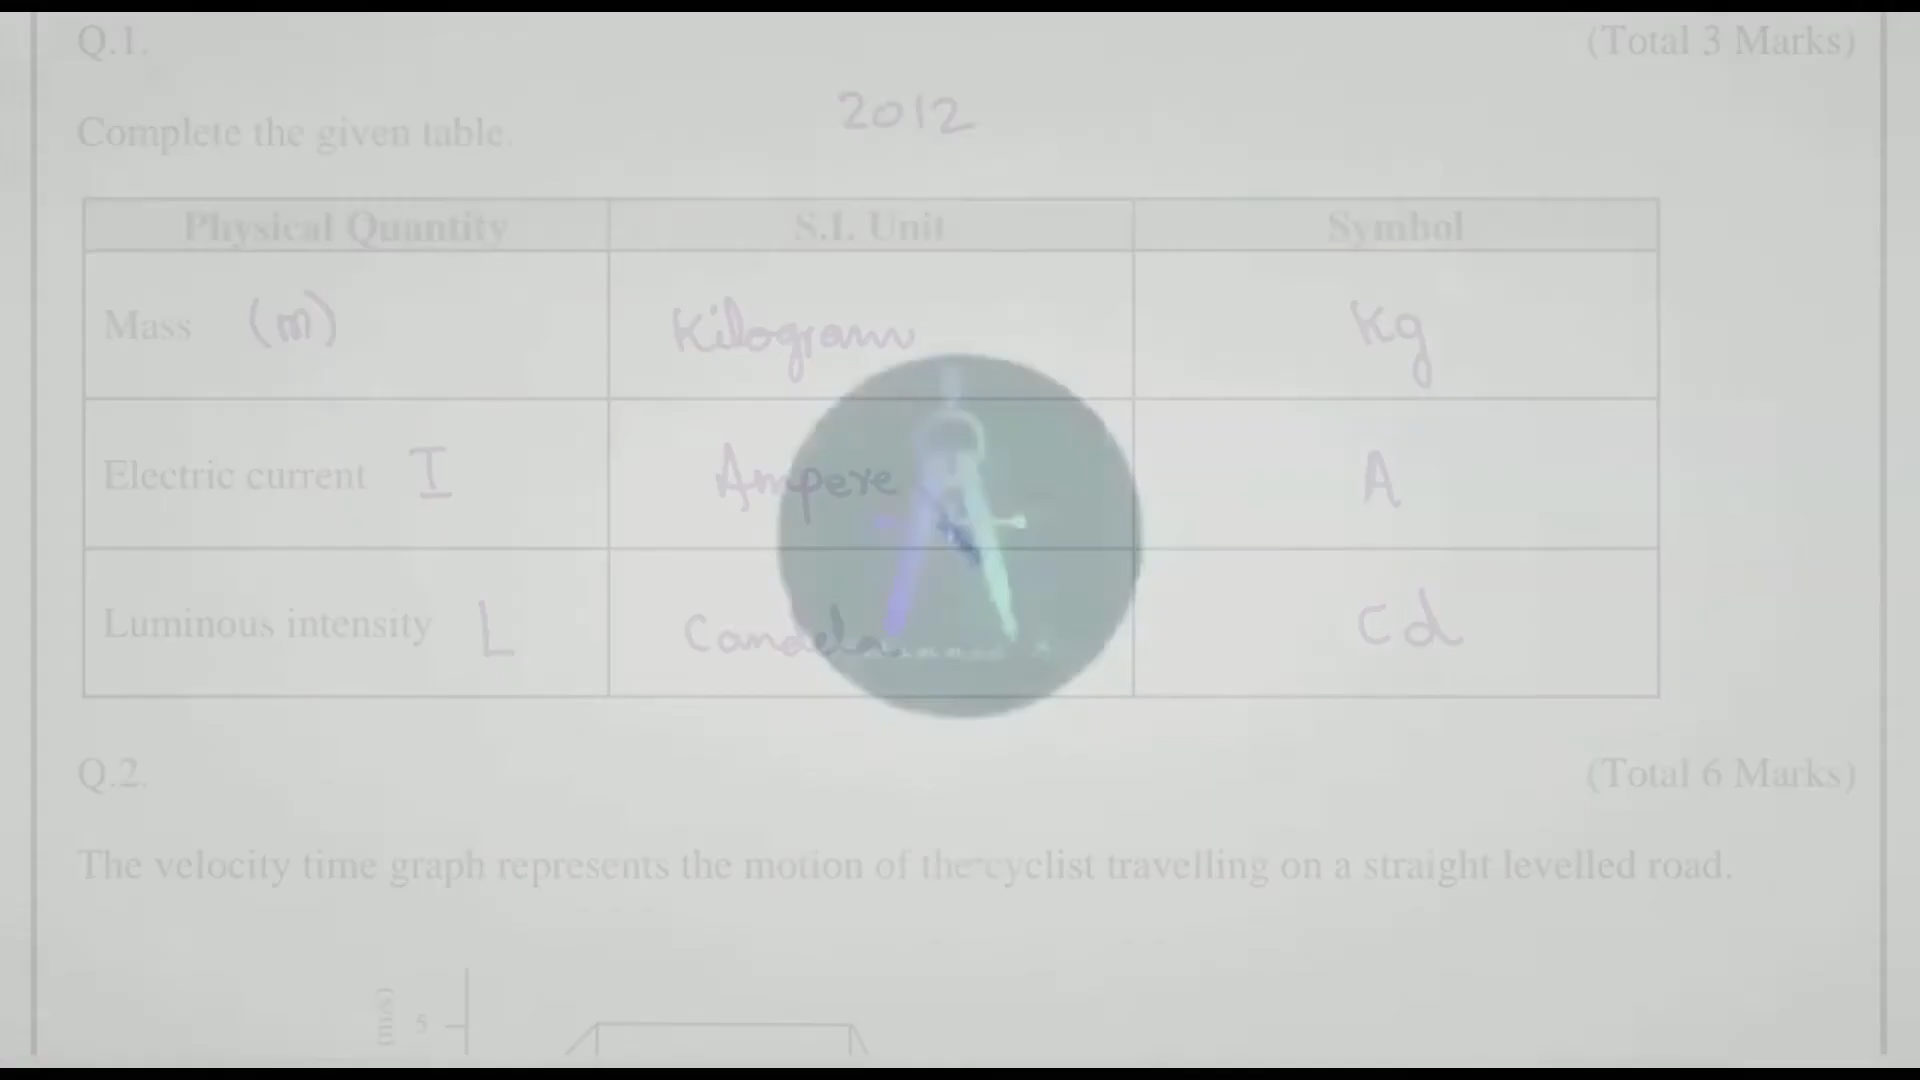 Q.1. (Total 3 Marks)
2012
Complete the given table.
Physical Quantity S.I. Unit Symbol
Mass (m) Kilogram Kg
Electric current I Ampere A
Luminous intensity L Candela Cd
Q.2. (Total 6 Marks)
The velocity time graph represents the motion of the cyclist travelling on a straight levelled road.
(m/s) 5